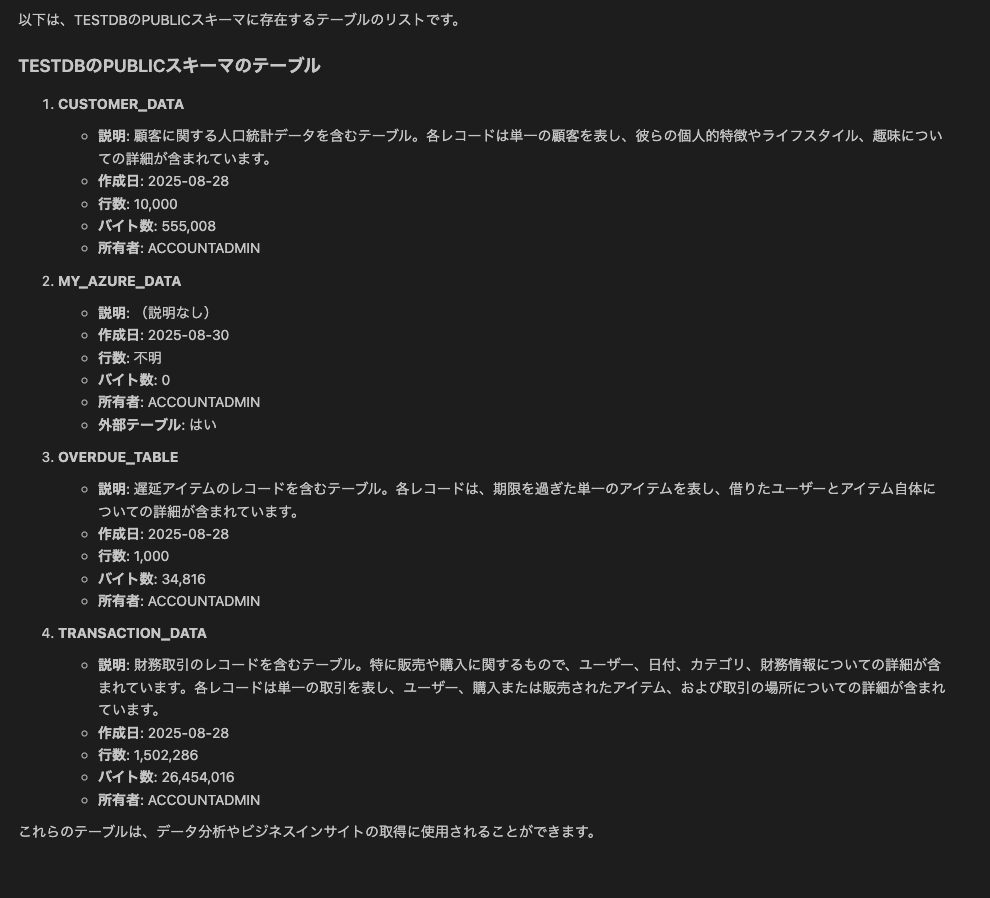 以下は、TESTDBのPUBLICスキーマに存在するテーブルのリストです。
TESTDBのPUBLICスキーマのテーブル
1. CUSTOMER_DATA
説明: 顧客に関する人口統計データを含むテーブル。各レコードは単一の顧客を表し、彼らの個人的特徴やライフスタイル、趣味につい
ての詳細が含まれています。
作成日: 2025-08-28
行数: 10,000
バイト数: 555,008
所有者: ACCOUNTADMIN
2. MY_AZURE_DATA
説明: （説明なし）
作成日: 2025-08-30
行数: 不明
バイト数: 0
所有者: ACCOUNTADMIN
外部テーブル: はい
3. OVERDUE_TABLE
説明: 遅延アイテムのレコードを含むテーブル。各レコードは、期限を過ぎた単一のアイテムを表し、借りたユーザーとアイテム自体に
ついての詳細が含まれています。
作成日: 2025-08-28
行数: 1,000
バイト数: 34,816
所有者: ACCOUNTADMIN
4. TRANSACTION_DATA
説明: 財務取引のレコードを含むテーブル。特に販売や購入に関するもので、ユーザー、日付、カテゴリ、財務情報についての詳細が含
まれています。各レコードは単一の取引を表し、ユーザー、購入または販売されたアイテム、および取引の場所についての詳細が含まれ
ています。
作成日: 2025-08-28
行数: 1,502,286
バイト数: 26,454,016
所有者: ACCOUNTADMIN
これらのテーブルは、データ分析やビジネスインサイトの取得に使用されることができます。